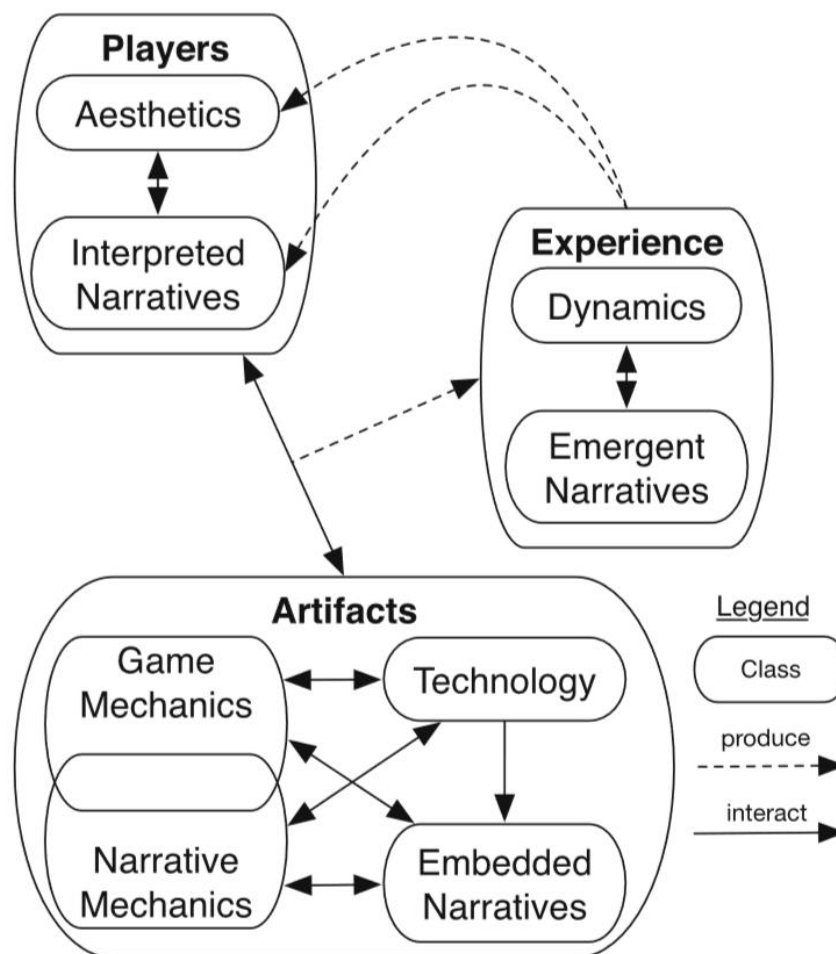 Players
Aesthetics
Interpreted
Narratives
Experience
Dynamics
Emergent
Narratives
Artifacts
Game
Mechanics
Technology
Narrative
Mechanics
Embedded
Narratives
Legend
Class
produce
interact